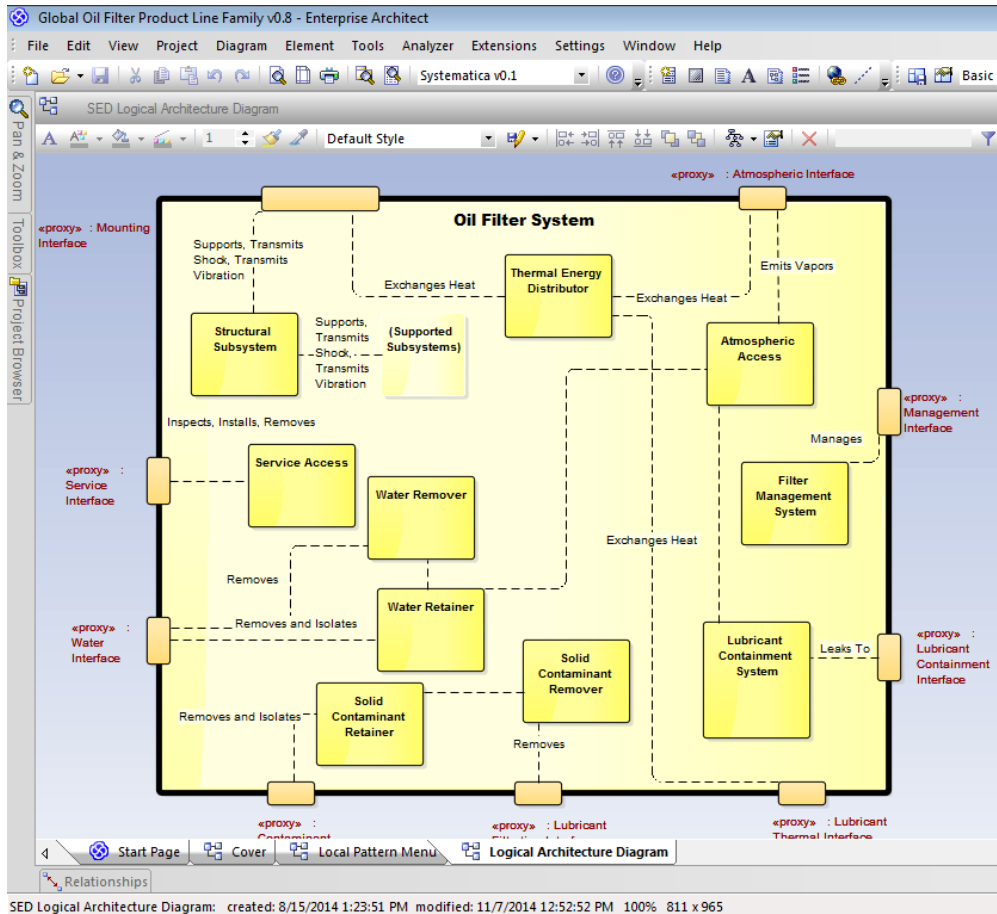 Global Oil Filter Product Line Family v0.8 - Enterprise Architect
File Edit View Project Diagram Element Tools Analyzer Extensions Settings Window Help
Systematica v0.1
Basic
SED Logical Architecture Diagram
1
Default Style
Pan & Zoom
Toolbox
Project Browser
«proxy» : Atmospheric Interface
«proxy» : Mounting
Interface
Oil Filter System
Supports, Transmits
Shock, Transmits
Vibration
Exchanges Heat
Thermal Energy
Distributor
Exchanges Heat
Emits Vapors
Structural
Subsystem
Supports,
Transmits
Shock,
Transmits
Vibration
(Supported
Subsystems)
Atmospheric
Access
«proxy» :
Management
Interface
Manages
Inspects, Installs, Removes
«proxy» :
Service
Interface
Service Access
Water Remover
Filter
Management
System
Exchanges Heat
Removes
Water Retainer
Removes and Isolates
«proxy» :
Water
Interface
Lubricant
Containment
System
Leaks To
«proxy» :
Lubricant
Containment
Interface
Solid
Contaminant
Remover
Solid
Contaminant
Retainer
Removes and Isolates
Removes
«proxy» :
Contaminant
«proxy» : Lubricant
«proxy» : Lubricant
Thermal Interface
Start Page
Cover
Local Pattern Menu
Logical Architecture Diagram
Relationships
SED Logical Architecture Diagram: created: 8/15/2014 1:23:51 PM modified: 11/7/2014 12:52:52 PM 100% 811 x 965